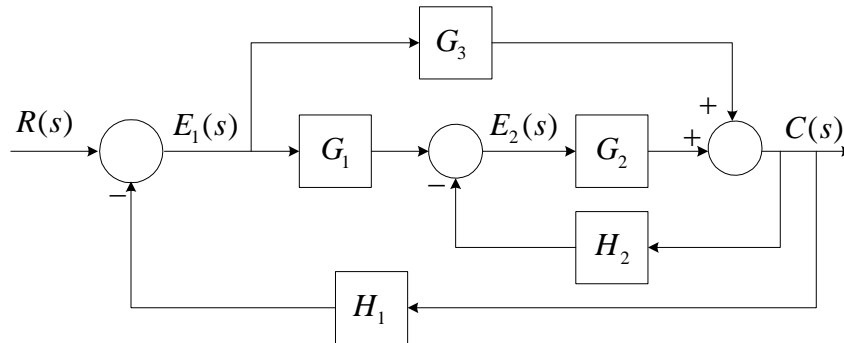 G₃
+
R(s)
E₁(s)
E₂(s)
C(s)
G₁
G₂
+
−
−
H₂
H₁